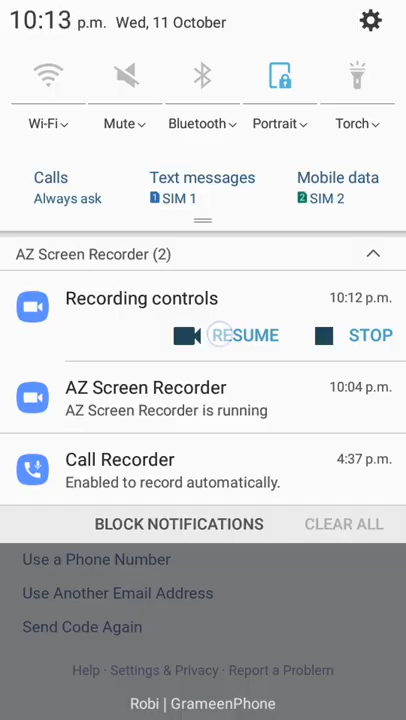 10:13 p.m. Wed, 11 October
Wi-Fi Mute Bluetooth Portrait Torch
Calls Text messages Mobile data
Always ask 1 SIM 1 2 SIM 2
AZ Screen Recorder (2)
Recording controls 10:12 p.m.
RESUME STOP
AZ Screen Recorder 10:04 p.m.
AZ Screen Recorder is running
Call Recorder 4:37 p.m.
Enabled to record automatically.
BLOCK NOTIFICATIONS CLEAR ALL
Use a Phone Number
Use Another Email Address
Send Code Again
Help · Settings & Privacy · Report a Problem
Robi | GrameenPhone